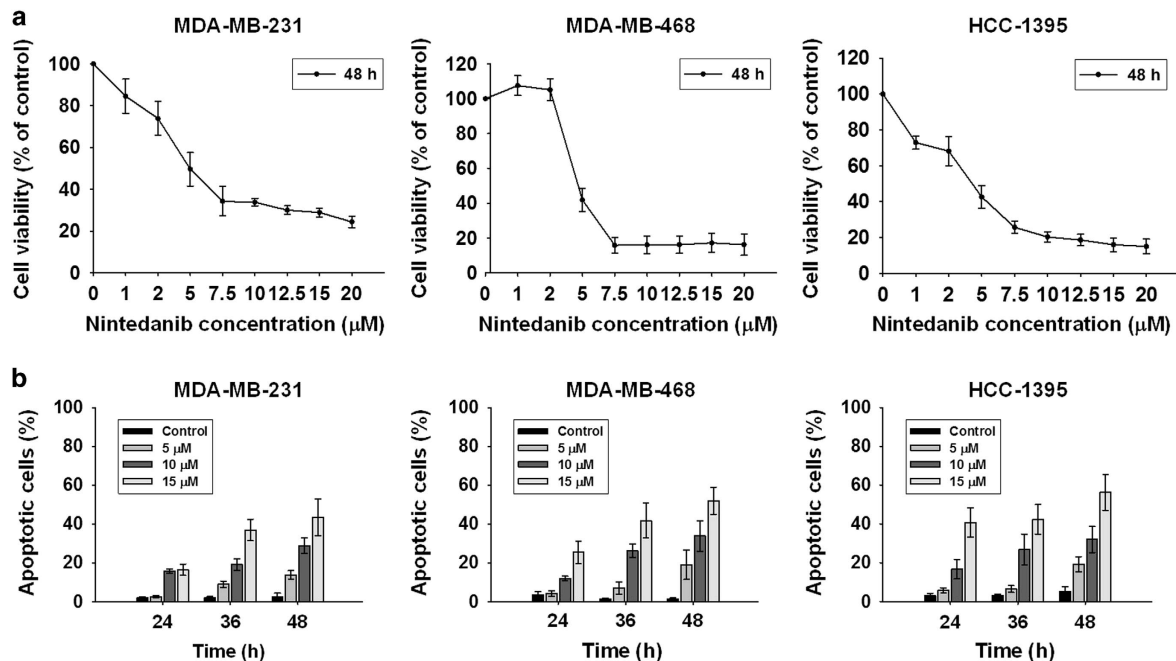 a
MDA-MB-231
Cell viability (% of control)
100
80
60
40
20
0
48 h
0 1 2 5 7.5 10 12.5 15 20
Nintedanib concentration (μM)
MDA-MB-468
Cell viability (% of control)
120
100
80
60
40
20
0
48 h
0 1 2 5 7.5 10 12.5 15 20
Nintedanib concentration (μM)
HCC-1395
Cell viability (% of control)
120
100
80
60
40
20
0
48 h
0 1 2 5 7.5 10 12.5 15 20
Nintedanib concentration (μM)
b
MDA-MB-231
Apoptotic cells (%)
100
80
60
40
20
0
Control
5 μM
10 μM
15 μM
24 36 48
Time (h)
MDA-MB-468
Apoptotic cells (%)
100
80
60
40
20
0
Control
5 μM
10 μM
15 μM
24 36 48
Time (h)
HCC-1395
Apoptotic cells (%)
100
80
60
40
20
0
Control
5 μM
10 μM
15 μM
24 36 48
Time (h)